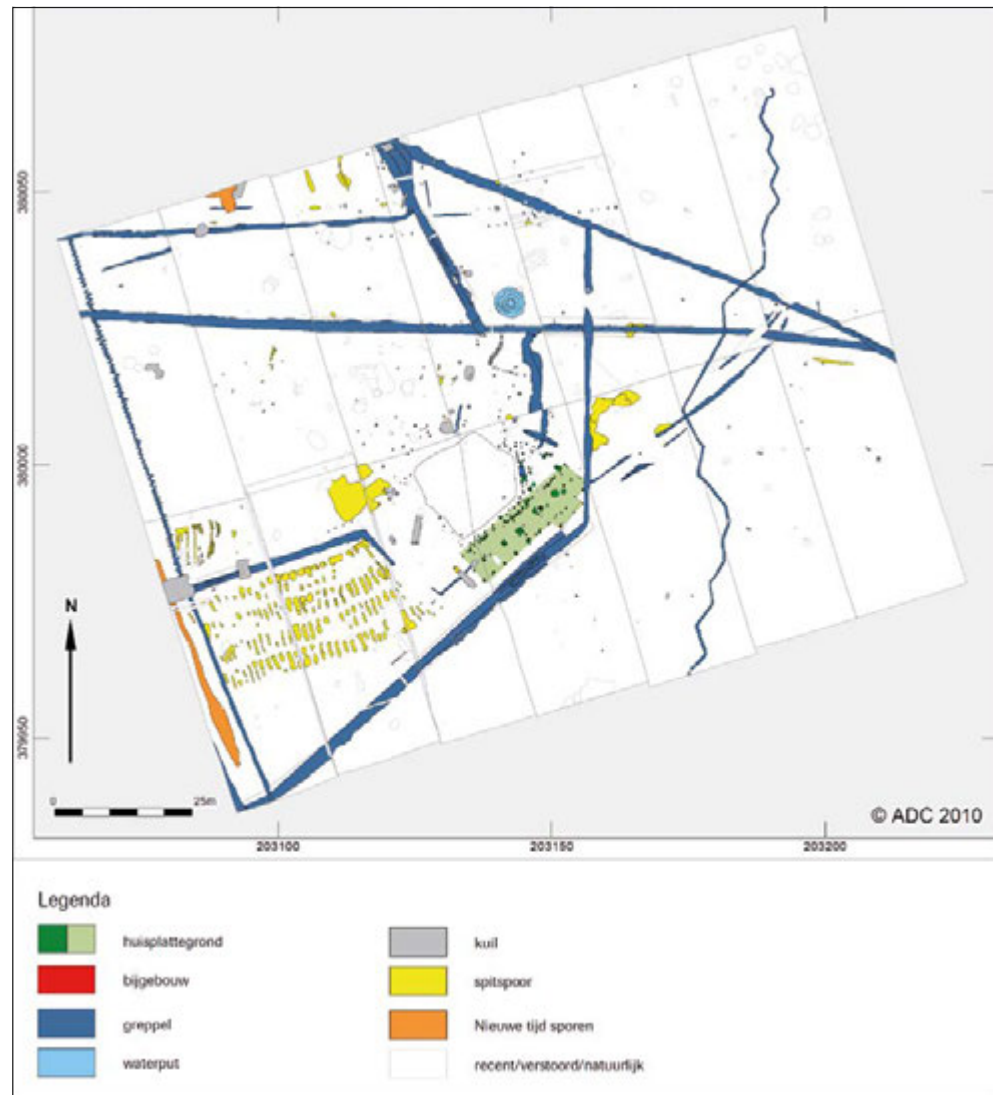 380050
380000
379950
N
0 25m
© ADC 2010
203100 203150 203200
Legenda
huisplattegrond
bijgebouw
greppel
waterput
kuil
spitspoor
Nieuwe tijd sporen
recent/verstoord/natuurlijk